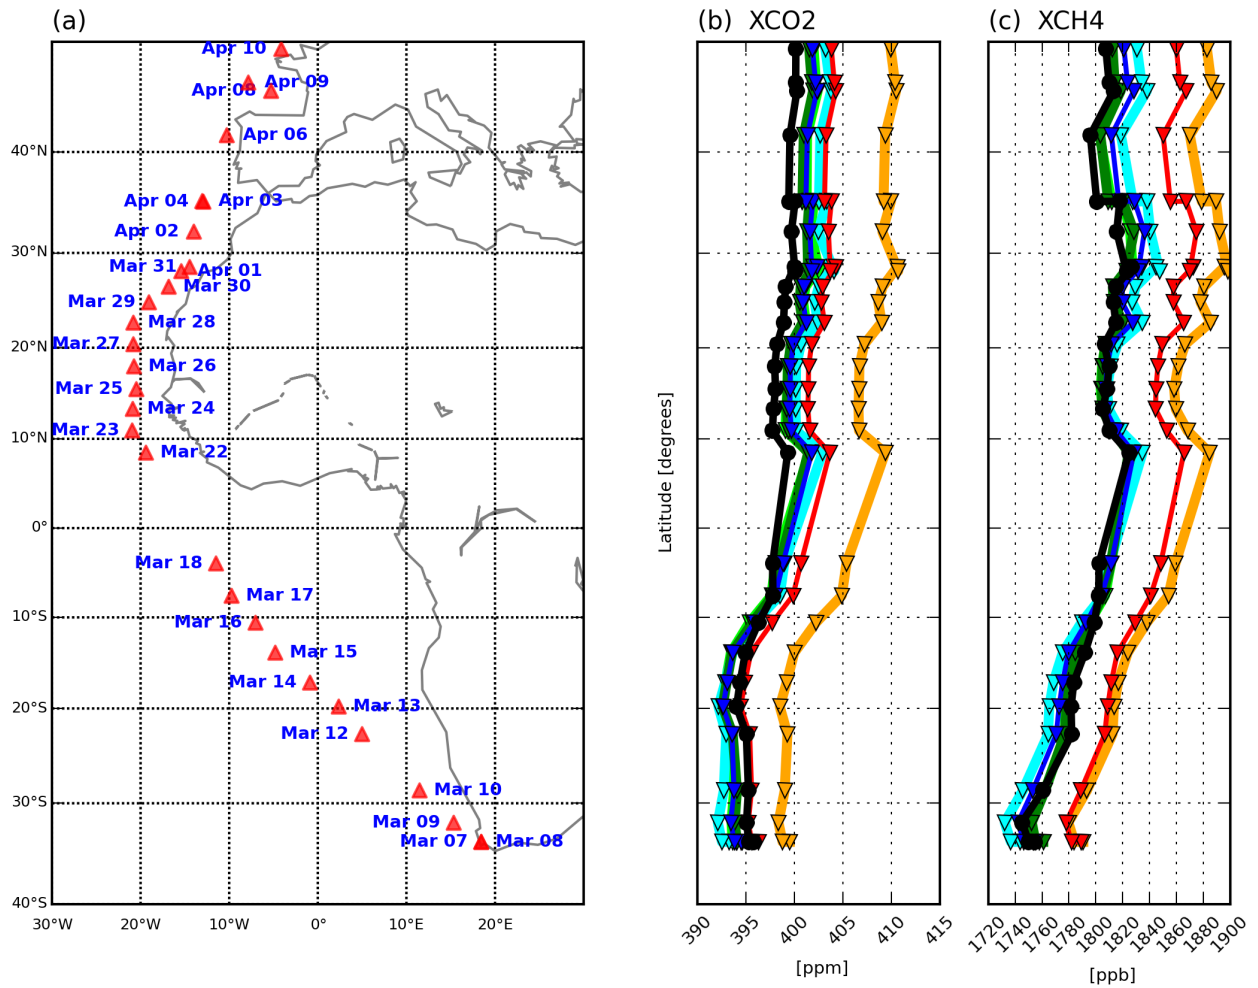 (a)
(b) XCO2
(c) XCH4
Apr 10
Apr 09
Apr 08
Apr 06
40°N
Apr 04
Apr 03
Apr 02
30°N
Mar 31
Apr 01
Mar 30
Mar 29
Mar 28
20°N
Mar 27
Mar 26
Mar 25
Mar 24
10°N
Mar 23
Mar 22
0°
Mar 18
Mar 17
10°S
Mar 16
Mar 15
Mar 14
20°S
Mar 13
Mar 12
30°S
Mar 10
Mar 09
Mar 07
Mar 08
40°S
30°W 20°W 10°W 0° 10°E 20°E
Latitude [degrees]
390 395 400 405 410 415
[ppm]
1720 1740 1760 1780 1800 1820 1840 1860 1880 1900
[ppb]